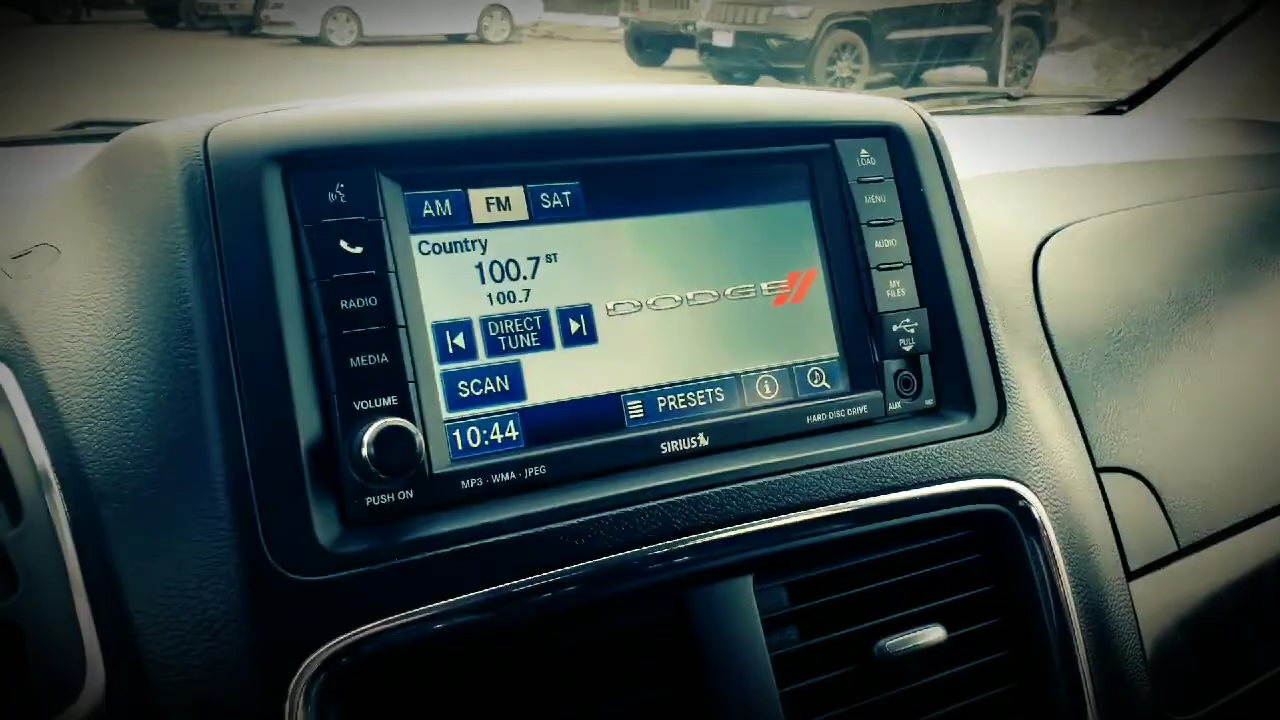 AM FM SAT
Country
100.7 ST
100.7
DIRECT
TUNE
SCAN
10:44
PRESETS
DODGE
RADIO
MEDIA
VOLUME
PUSH ON
MP3 · WMA · JPEG
SIRIUS
HARD DISC DRIVE
LOAD
MENU
AUDIO
MY
FILES
PULL
AUX